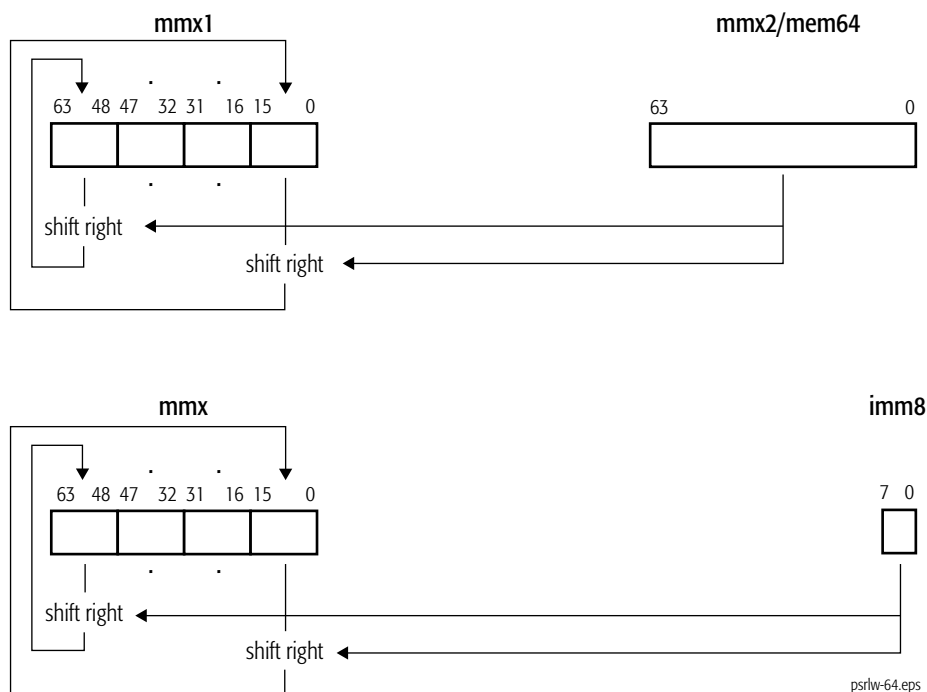 mmx1 mmx2/mem64
63 48 47 32 31 16 15 0 63 0
shift right
shift right
mmx imm8
63 48 47 32 31 16 15 0 7 0
shift right
shift right
psrlw-64.eps